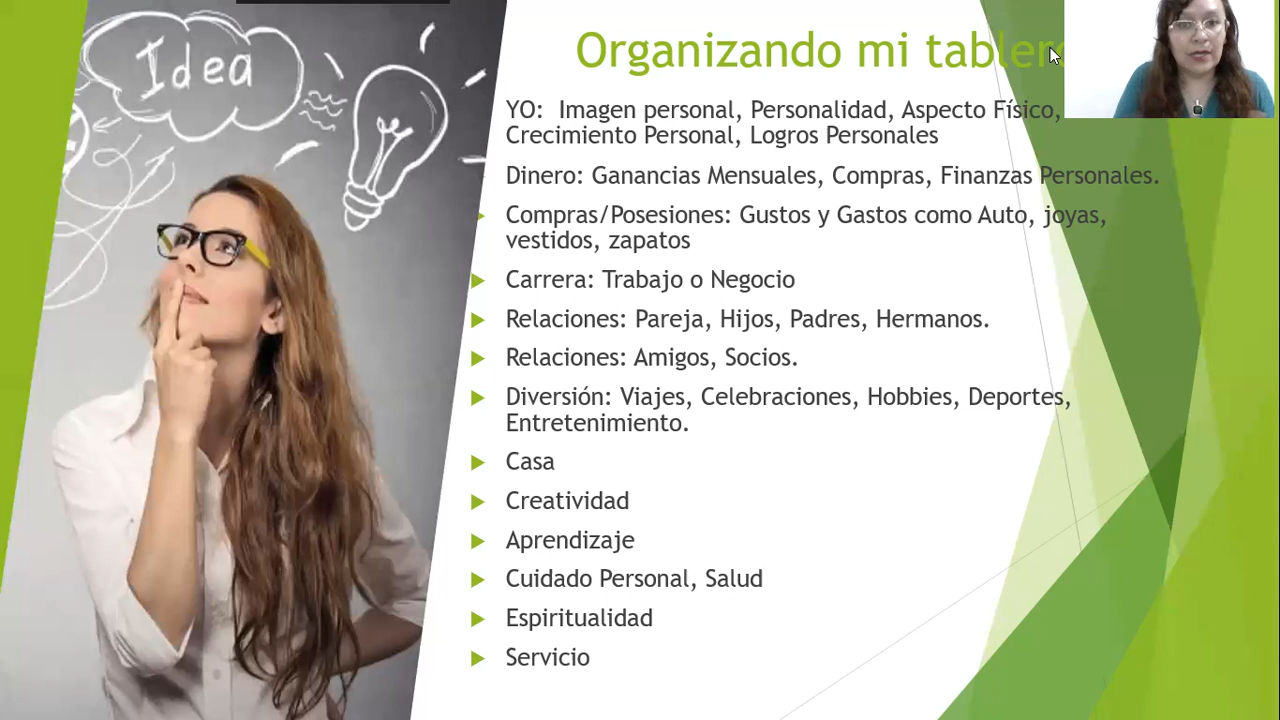 Idea
Organizando mi tablero
YO: Imagen personal, Personalidad, Aspecto Físico,
Crecimiento Personal, Logros Personales
Dinero: Ganancias Mensuales, Compras, Finanzas Personales.
Compras/Posesiones: Gustos y Gastos como Auto, joyas,
vestidos, zapatos
Carrera: Trabajo o Negocio
Relaciones: Pareja, Hijos, Padres, Hermanos.
Relaciones: Amigos, Socios.
Diversión: Viajes, Celebraciones, Hobbies, Deportes,
Entretenimiento.
Casa
Creatividad
Aprendizaje
Cuidado Personal, Salud
Espiritualidad
Servicio